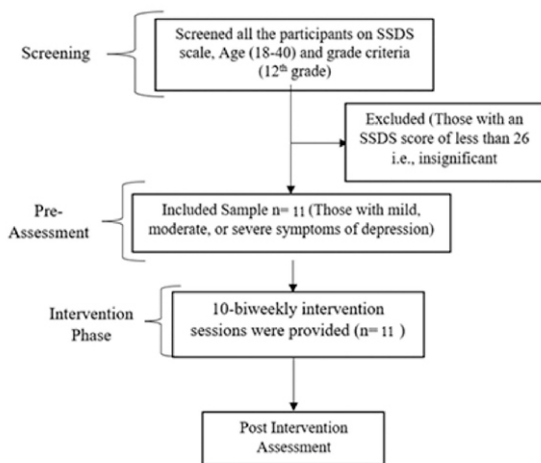 Screening
Screened all the participants on SSDS
scale, Age (18-40) and grade criteria
(12th grade)
Excluded (Those with an
SSDS score of less than 26
i.e., insignificant
Pre-
Assessment
Included Sample n= 11 (Those with mild,
moderate, or severe symptoms of depression)
Intervention
Phase
10-biweekly intervention
sessions were provided (n= 11 )
Post Intervention
Assessment